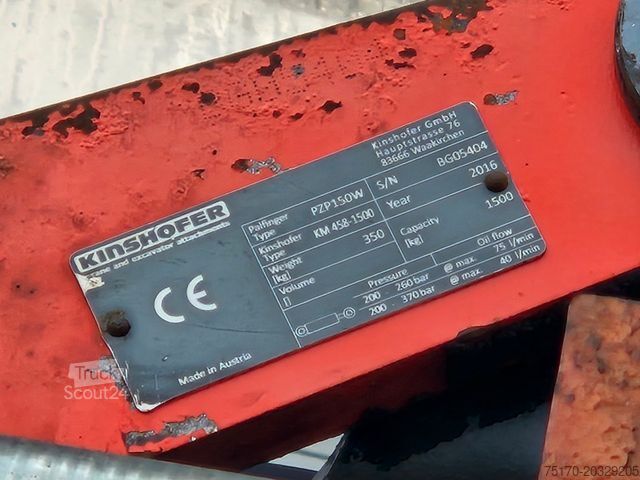 KINSHOFER
crane and excavator attachments
Kinshofer GmbH
Hauptstrasse 76
83666 Waakirchen
Palfinger Type PZP150W S/N BG05404
Kinshofer Type KM 458-1500 Year 2016
Weight [kg] 350 Capacity [kg] 1500
Volume [l]
Pressure Oil flow
200 260 bar @ max. 75 l/min
200 370 bar @ max. 40 l/min
CE
Made in Austria
Trucks
Scout24
75170-20329205